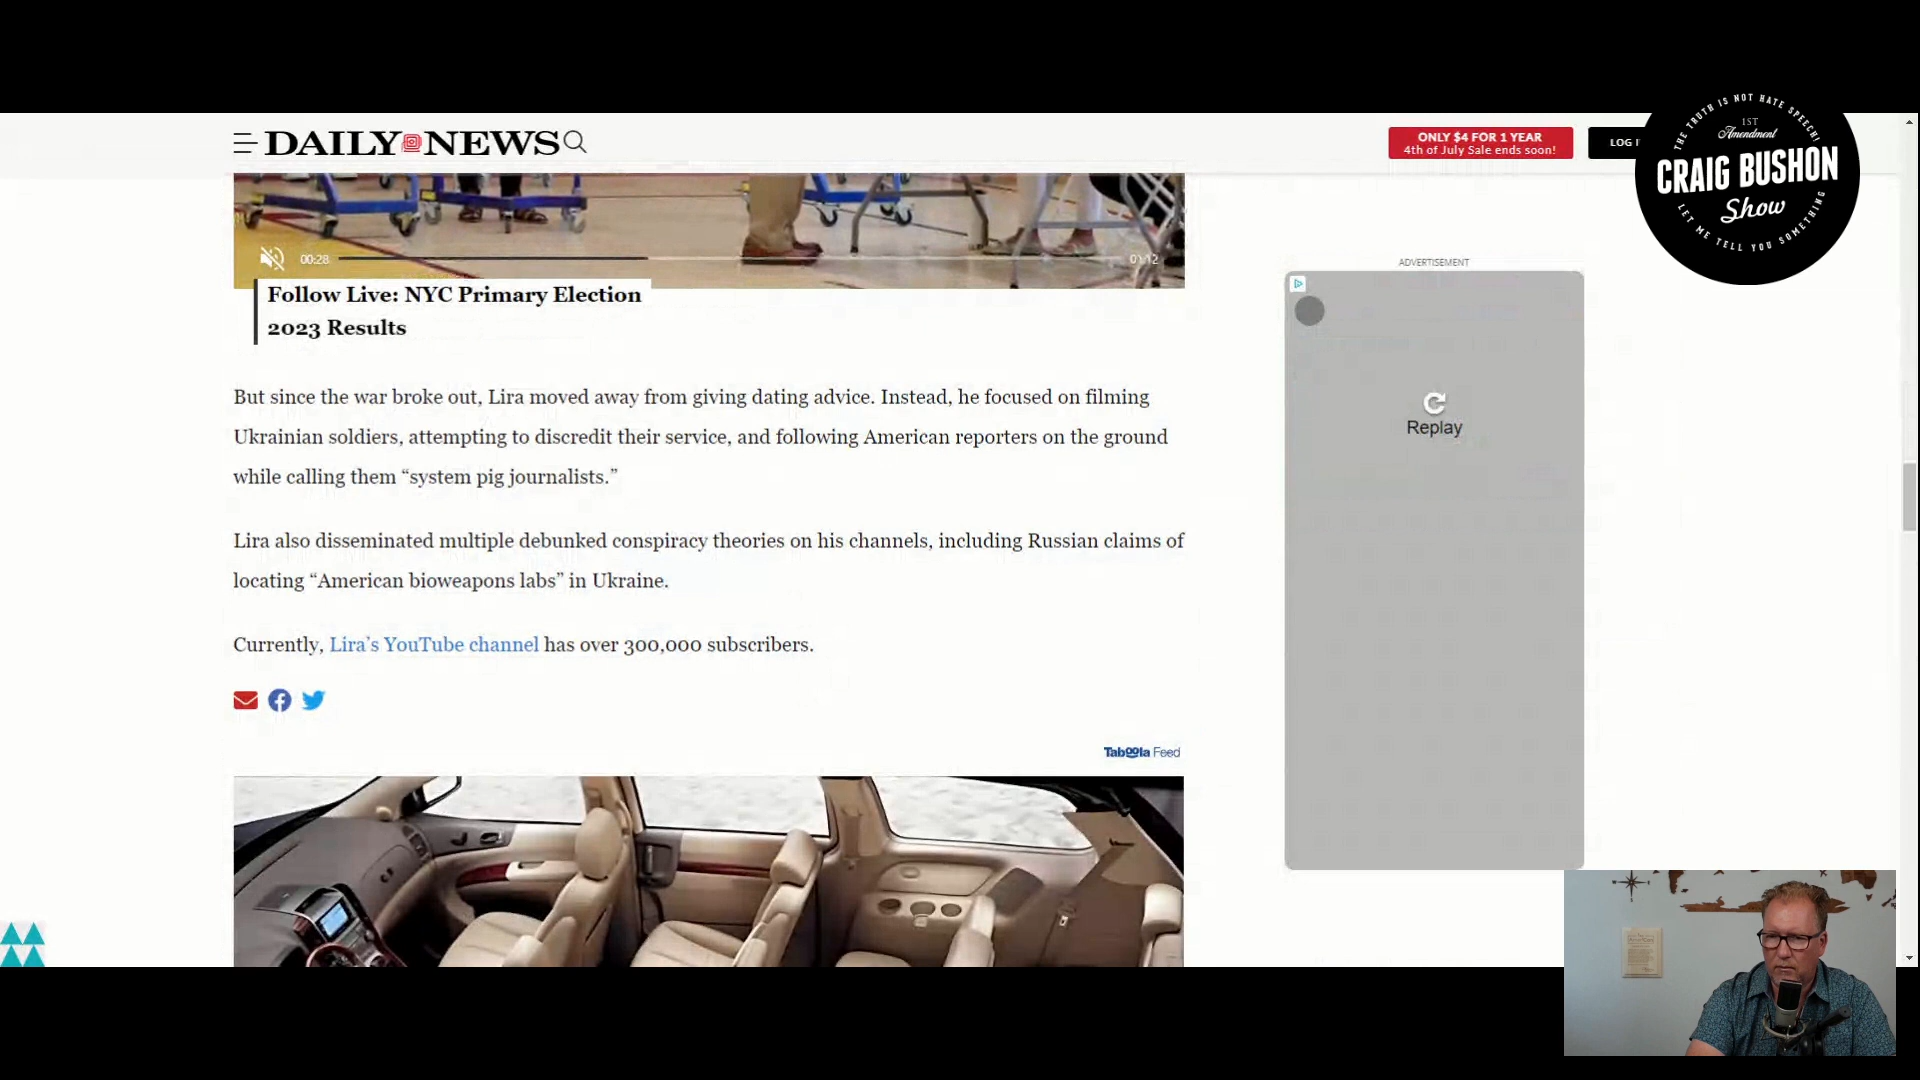 DAILY NEWS
ONLY $4 FOR 1 YEAR
4th of July Sale ends soon!
LOG I
THE TRUTH IS NOT HATE SPEECH!
1ST
Amendment
CRAIG BUSHON
Show
LET ME TELL YOU SOMETHING
00:28
01:12
Follow Live: NYC Primary Election
2023 Results
ADVERTISEMENT
Replay
But since the war broke out, Lira moved away from giving dating advice. Instead, he focused on filming
Ukrainian soldiers, attempting to discredit their service, and following American reporters on the ground
while calling them “system pig journalists.”
Lira also disseminated multiple debunked conspiracy theories on his channels, including Russian claims of
locating “American bioweapons labs” in Ukraine.
Currently, Lira’s YouTube channel has over 300,000 subscribers.
Taboola Feed